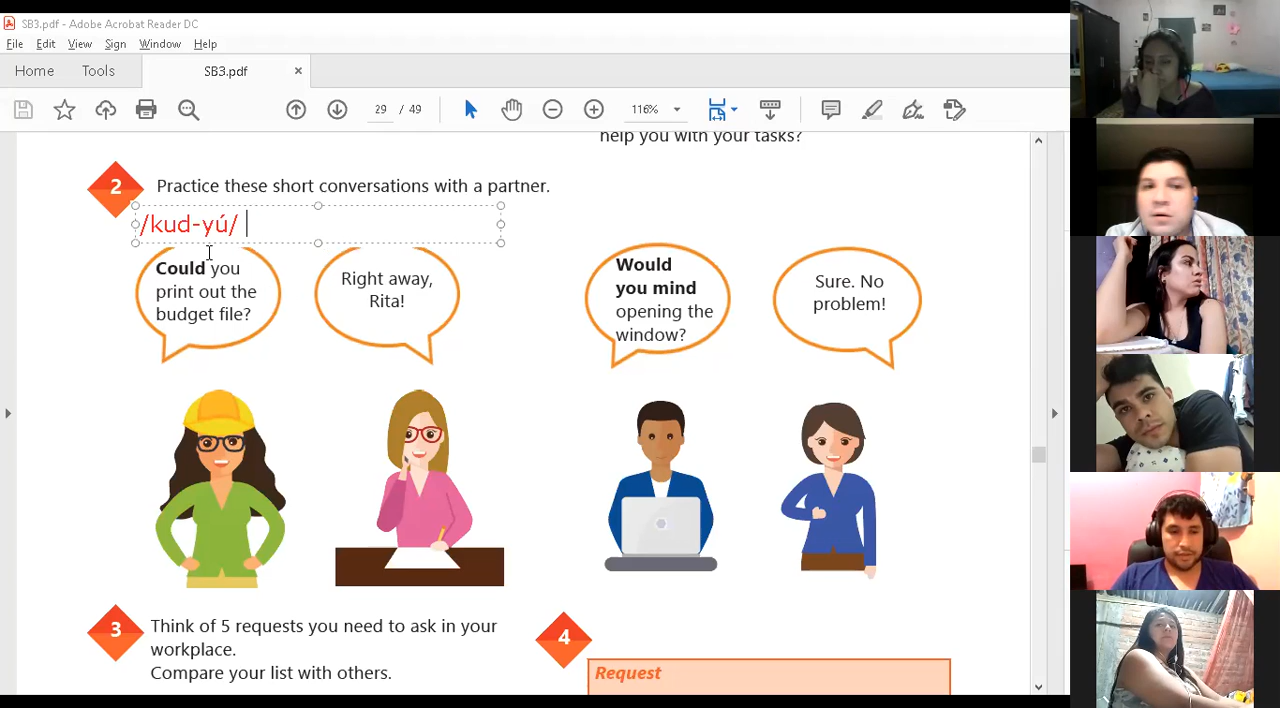 SB3.pdf - Adobe Acrobat Reader DC
File Edit View Sign Window Help
Home Tools SB3.pdf ×
29 / 49 116%
help you with your tasks?
2 Practice these short conversations with a partner.
/kud-yú/
Could you
print out the
budget file?
Right away,
Rita!
Would
you mind
opening the
window?
Sure. No
problem!
3 Think of 5 requests you need to ask in your
workplace.
Compare your list with others.
4
Request